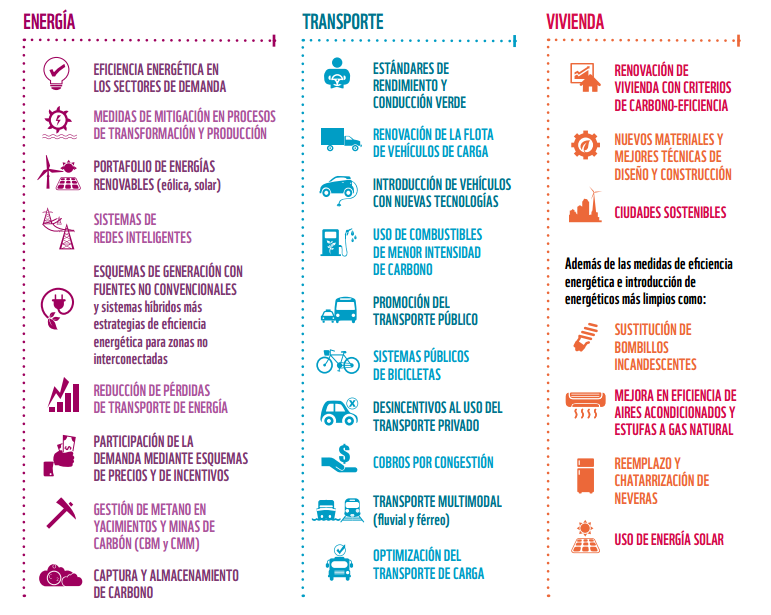 ENERGÍA
EFICIENCIA ENERGÉTICA EN
LOS SECTORES DE DEMANDA
MEDIDAS DE MITIGACIÓN EN PROCESOS
DE TRANSFORMACIÓN Y PRODUCCIÓN
PORTAFOLIO DE ENERGÍAS
RENOVABLES (eólica, solar)
SISTEMAS DE
REDES INTELIGENTES
ESQUEMAS DE GENERACIÓN CON
FUENTES NO CONVENCIONALES
y sistemas híbridos más
estrategias de eficiencia
energética para zonas no
interconectadas
REDUCCIÓN DE PÉRDIDAS
DE TRANSPORTE DE ENERGÍA
PARTICIPACIÓN DE LA
DEMANDA MEDIANTE ESQUEMAS
DE PRECIOS Y DE INCENTIVOS
GESTIÓN DE METANO EN
YACIMIENTOS Y MINAS DE
CARBÓN (CBM y CMM)
CAPTURA Y ALMACENAMIENTO
DE CARBONO
TRANSPORTE
ESTÁNDARES DE
RENDIMIENTO Y
CONDUCCIÓN VERDE
RENOVACIÓN DE LA FLOTA
DE VEHÍCULOS DE CARGA
INTRODUCCIÓN DE VEHÍCULOS
CON NUEVAS TECNOLOGÍAS
USO DE COMBUSTIBLES
DE MENOR INTENSIDAD
DE CARBONO
PROMOCIÓN DEL
TRANSPORTE PÚBLICO
SISTEMAS PÚBLICOS
DE BICICLETAS
DESINCENTIVOS AL USO DEL
TRANSPORTE PRIVADO
COBROS POR CONGESTIÓN
TRANSPORTE MULTIMODAL
(fluvial y férreo)
OPTIMIZACIÓN DEL
TRANSPORTE DE CARGA
VIVIENDA
RENOVACIÓN DE
VIVIENDA CON CRITERIOS
DE CARBONO-EFICIENCIA
NUEVOS MATERIALES Y
MEJORES TÉCNICAS DE
DISEÑO Y CONSTRUCCIÓN
CIUDADES SOSTENIBLES
Además de las medidas de eficiencia
energética e introducción de
energéticos más limpios como:
SUSTITUCIÓN DE
BOMBILLOS
INCANDESCENTES
MEJORA EN EFICIENCIA DE
AIRES ACONDICIONADOS Y
ESTUFAS A GAS NATURAL
REEMPLAZO Y
CHATARRIZACIÓN DE
NEVERAS
USO DE ENERGÍA SOLAR